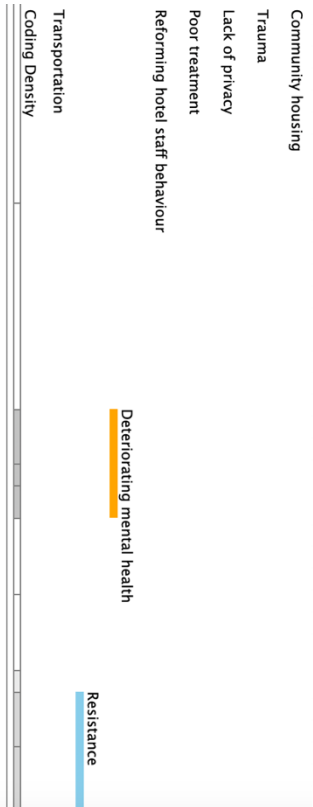 Community housing
Trauma
Lack of privacy
Poor treatment
Reforming hotel staff behaviour
Deteriorating mental health
Resistance
Transportation
Coding Density